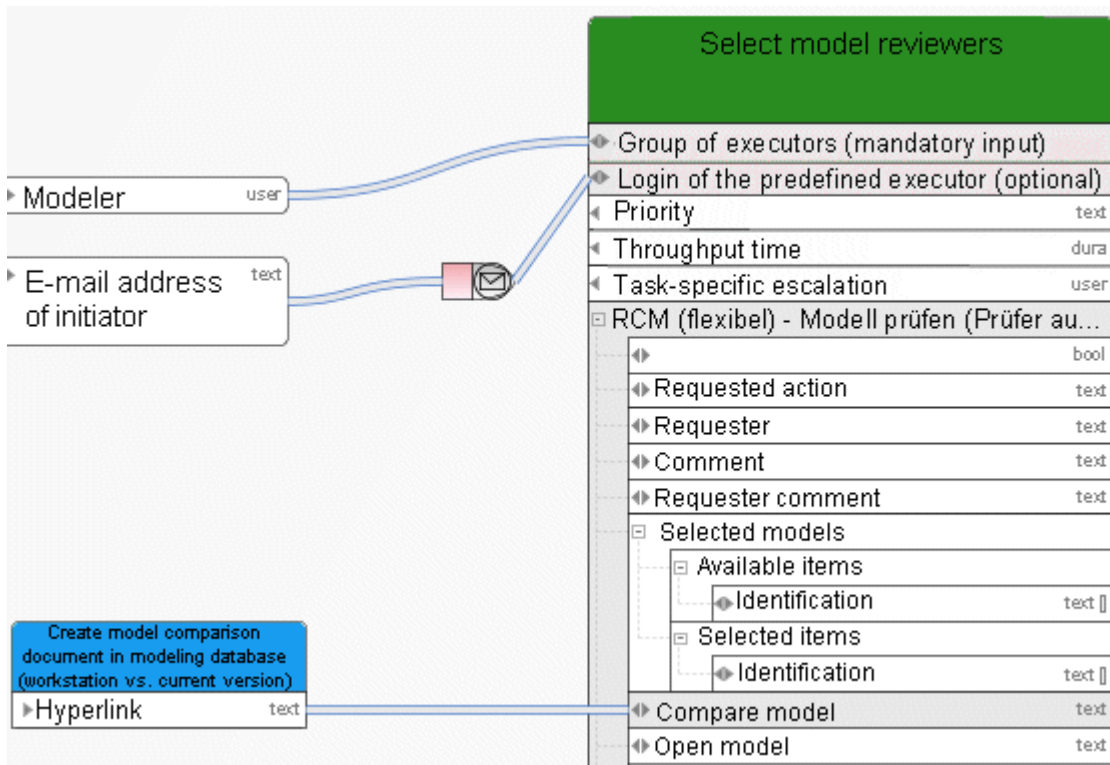 Select model reviewers
Group of executors (mandatory input)
Modeler user
Login of the predefined executor (optional)
Priority text
Throughput time dura
E-mail address text
of initiator
Task-specific escalation user
RCM (flexibel) - Modell prüfen (Prüfer au...
bool
Requested action text
Requester text
Comment text
Requester comment text
Selected models
Available items
Identification text []
Selected items
Identification text []
Create model comparison
document in modeling database
(workstation vs. current version)
Hyperlink text
Compare model text
Open model text